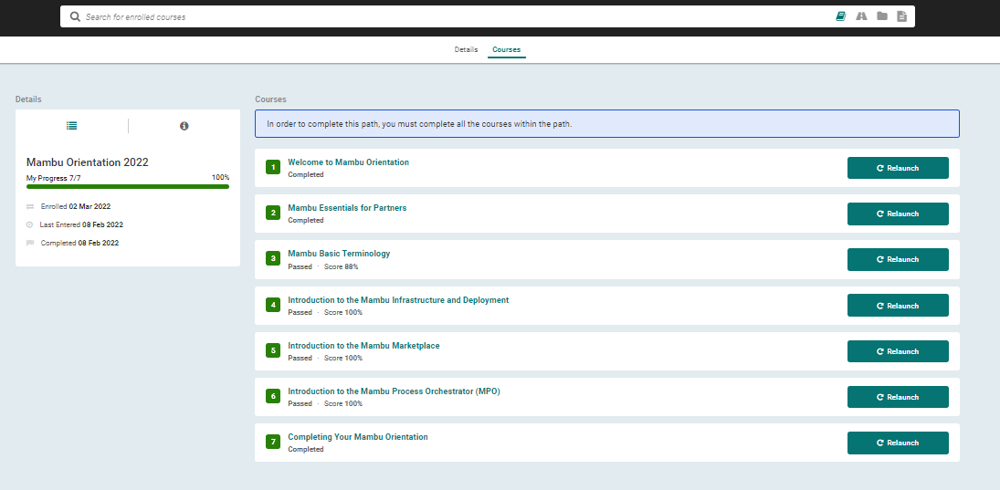 Search for enrolled courses
Details
Courses
Details
Mambu Orientation 2022
My Progress 7/7
100%
Enrolled 02 Mar 2022
Last Entered 08 Feb 2022
Completed 08 Feb 2022
Courses
In order to complete this path, you must complete all the courses within the path.
1
Welcome to Mambu Orientation
Completed
Relaunch
2
Mambu Essentials for Partners
Completed
Relaunch
3
Mambu Basic Terminology
Passed · Score 88%
Relaunch
4
Introduction to the Mambu Infrastructure and Deployment
Passed · Score 100%
Relaunch
5
Introduction to the Mambu Marketplace
Passed · Score 100%
Relaunch
6
Introduction to the Mambu Process Orchestrator (MPO)
Passed · Score 100%
Relaunch
7
Completing Your Mambu Orientation
Completed
Relaunch